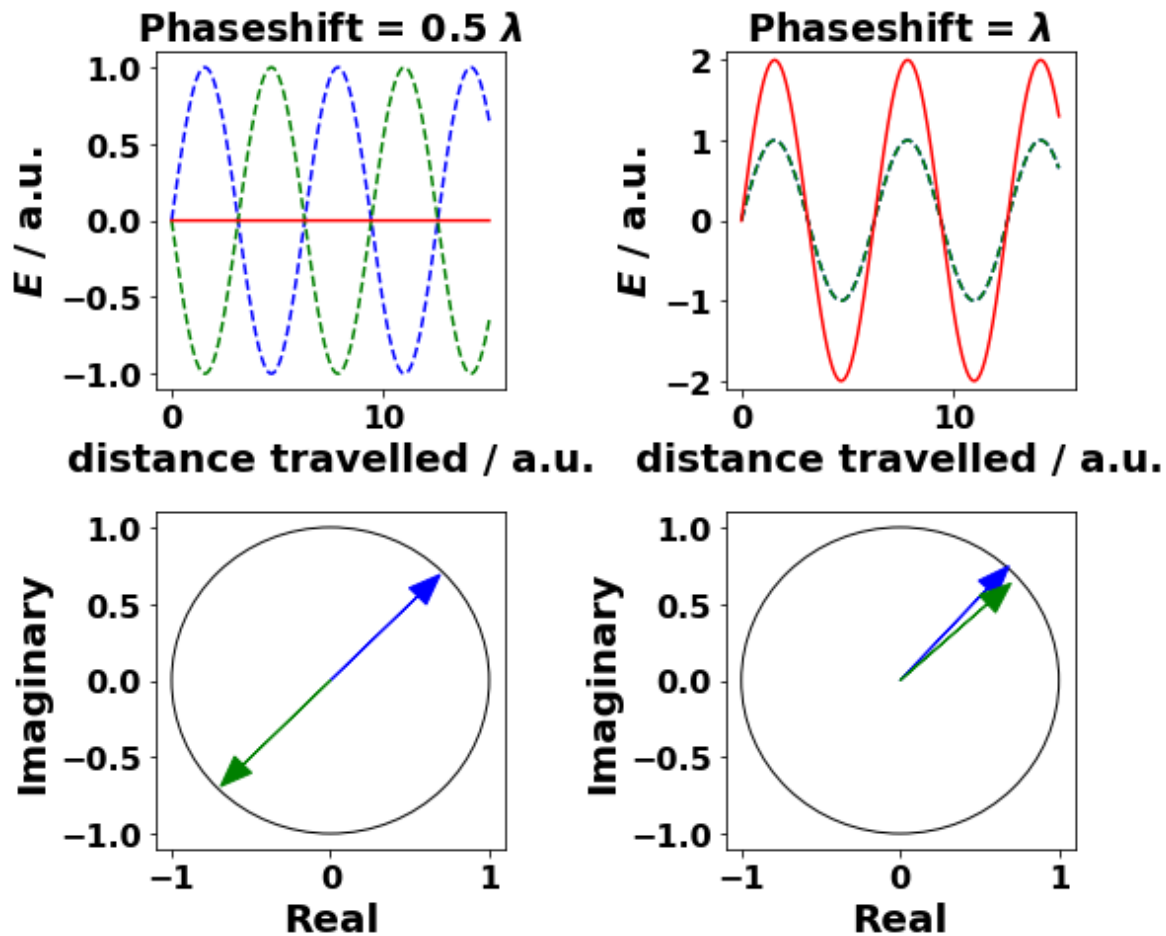 Phaseshift = 0.5 λ
1.0
0.5
0.0
−0.5
−1.0
E / a.u.
0 10
distance travelled / a.u.
Phaseshift = λ
2
1
0
−1
−2
E / a.u.
0 10
distance travelled / a.u.
1.0
0.5
0.0
−0.5
−1.0
Imaginary
−1 0 1
Real
1.0
0.5
0.0
−0.5
−1.0
Imaginary
−1 0 1
Real